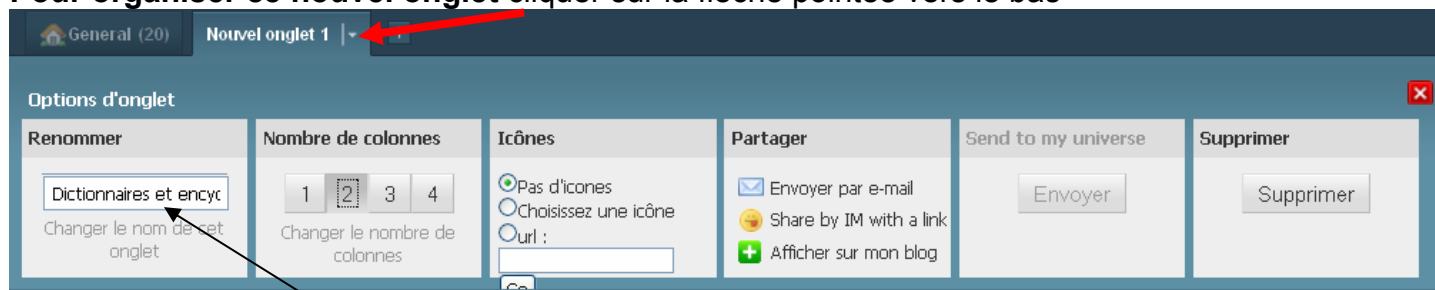 Pour organiser ce nouvel onglet cliquer sur la flèche pointée vers le bas
General (20) Nouvel onglet 1
Options d'onglet
Renommer
Dictionnaires et encyc
Changer le nom de cet
onglet
Nombre de colonnes
1 2 3 4
Changer le nombre de
colonnes
Icônes
Pas d'icones
Choisissez une icône
url :
Go
Partager
Envoyer par e-mail
Share by IM with a link
Afficher sur mon blog
Send to my universe
Envoyer
Supprimer
Supprimer